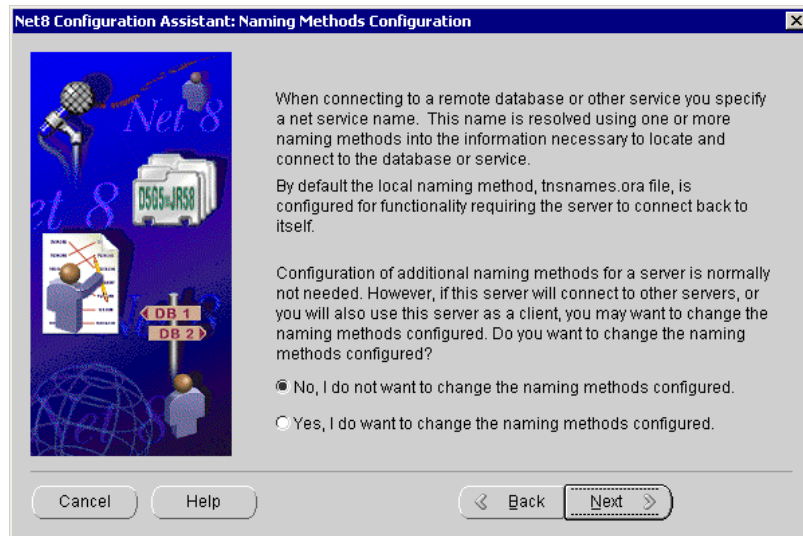 Net8 Configuration Assistant: Naming Methods Configuration
Net 8
D5G5-JR58
et 8
DB 1
DB 2
Net 8
When connecting to a remote database or other service you specify
a net service name. This name is resolved using one or more
naming methods into the information necessary to locate and
connect to the database or service.
By default the local naming method, tnsnames.ora file, is
configured for functionality requiring the server to connect back to
itself.
Configuration of additional naming methods for a server is normally
not needed. However, if this server will connect to other servers, or
you will also use this server as a client, you may want to change the
naming methods configured. Do you want to change the naming
methods configured?
No, I do not want to change the naming methods configured.
Yes, I do want to change the naming methods configured.
Cancel
Help
Back
Next